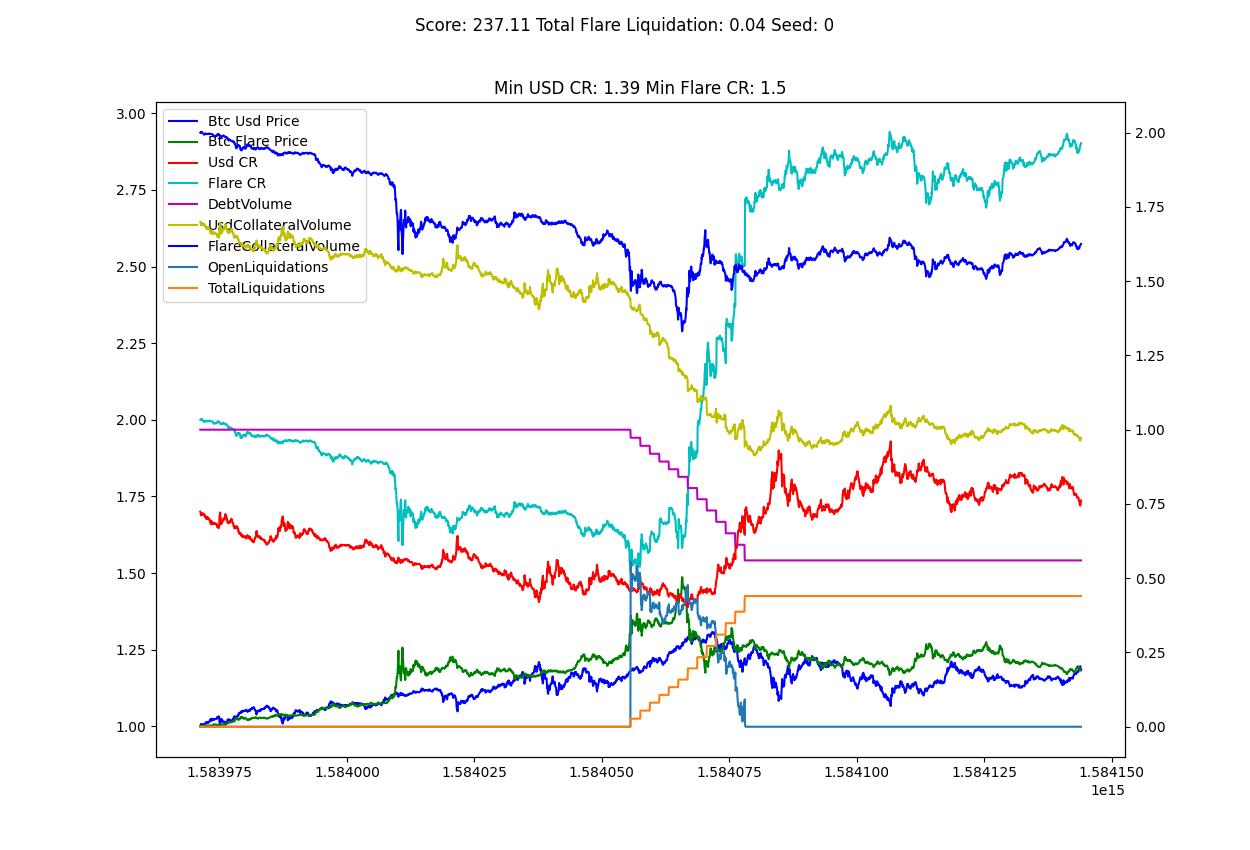 Score: 237.11 Total Flare Liquidation: 0.04 Seed: 0
Min USD CR: 1.39 Min Flare CR: 1.5
3.00
2.75
2.50
2.25
2.00
1.75
1.50
1.25
1.00
Btc Usd Price
Btc Flare Price
Usd CR
Flare CR
DebtVolume
UsdCollateralVolume
FlareCollateralVolume
OpenLiquidations
TotalLiquidations
2.00
1.75
1.50
1.25
1.00
0.75
0.50
0.25
0.00
1.583975 1.584000 1.584025 1.584050 1.584075 1.584100 1.584125 1.584150
1e15